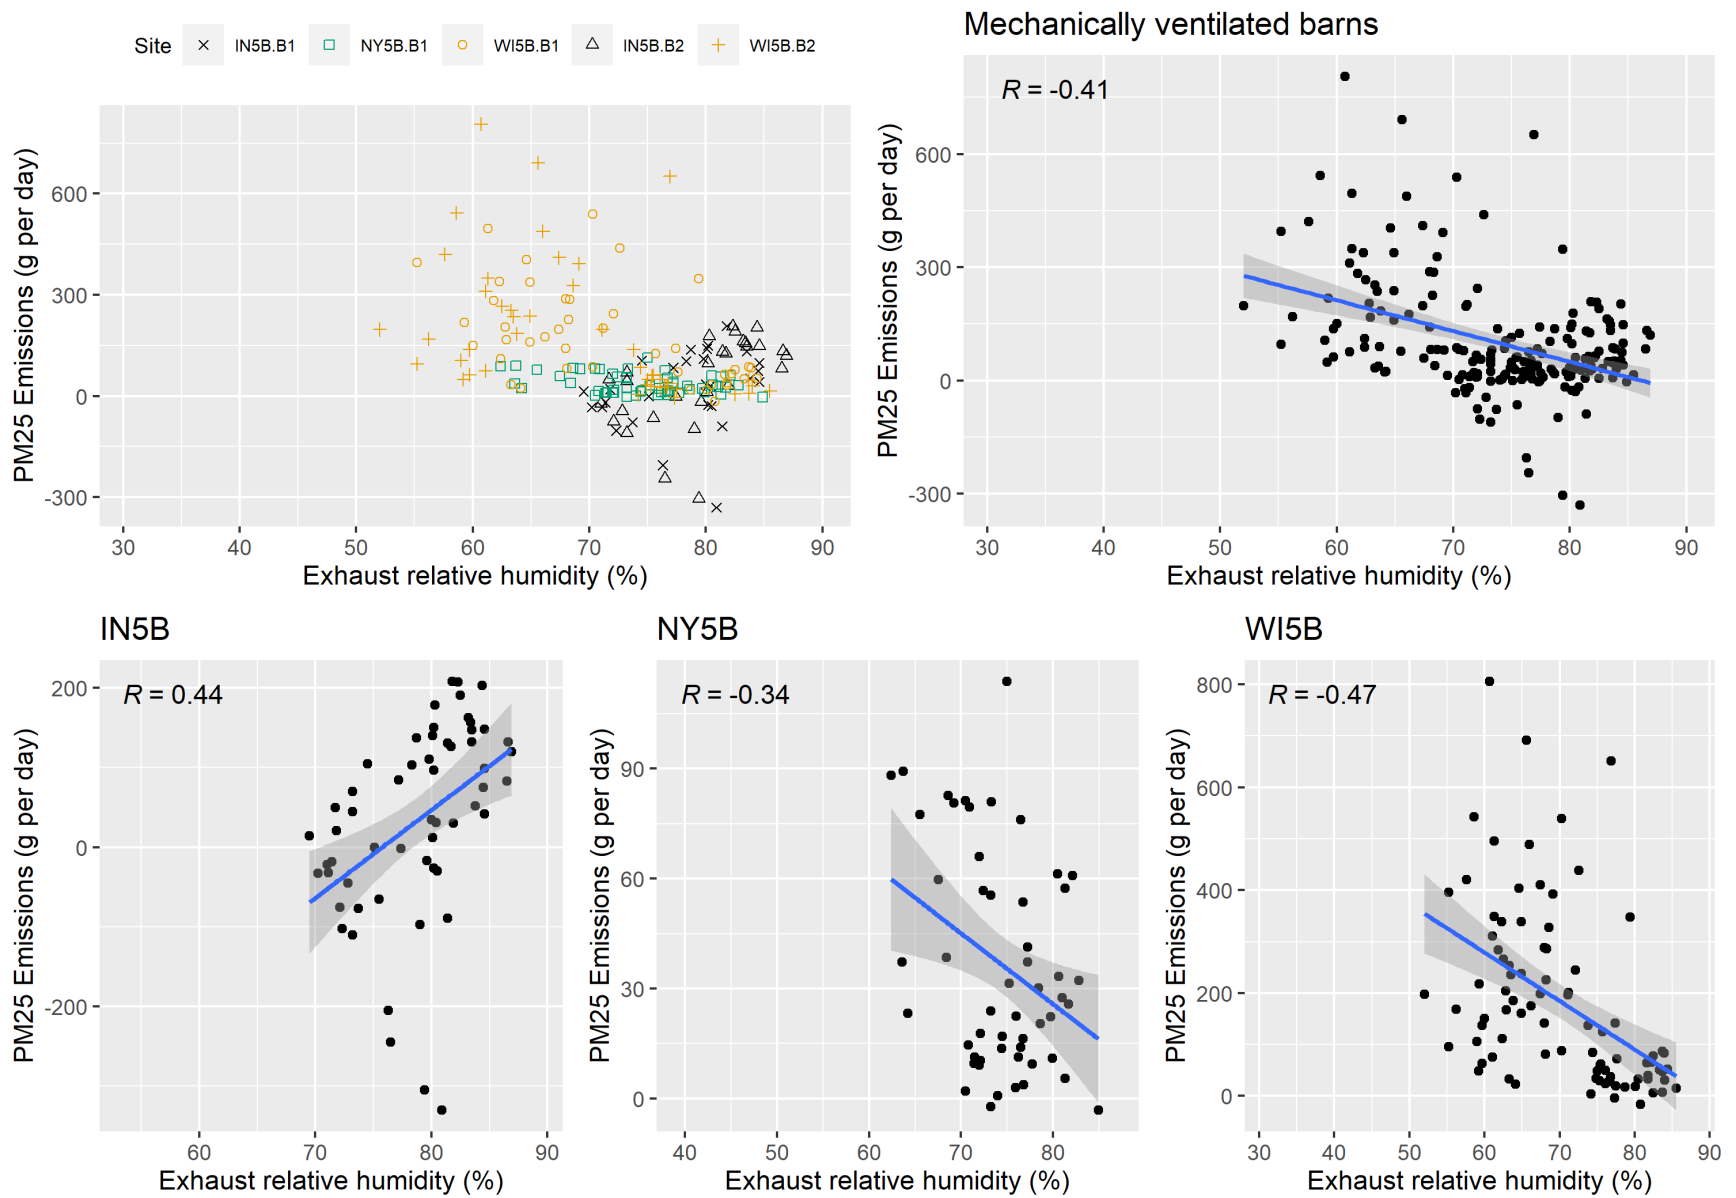 Site IN5B.B1 NY5B.B1 WI5B.B1 IN5B.B2 WI5B.B2
PM25 Emissions (g per day)
600
300
0
-300
30 40 50 60 70 80 90
Exhaust relative humidity (%)
Mechanically ventilated barns
R = -0.41
PM25 Emissions (g per day)
600
300
0
-300
30 40 50 60 70 80 90
Exhaust relative humidity (%)
IN5B
R = 0.44
PM25 Emissions (g per day)
200
0
-200
60 70 80 90
Exhaust relative humidity (%)
NY5B
R = -0.34
PM25 Emissions (g per day)
90
60
30
0
40 50 60 70 80
Exhaust relative humidity (%)
WI5B
R = -0.47
PM25 Emissions (g per day)
800
600
400
200
0
30 40 50 60 70 80 90
Exhaust relative humidity (%)